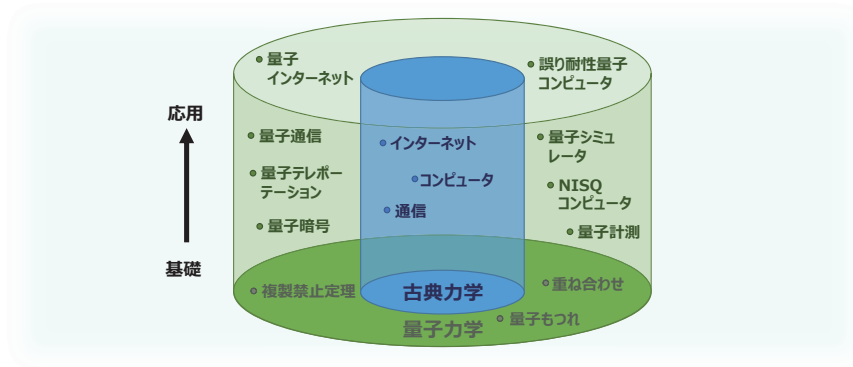 量子
インターネット
誤り耐性量子
コンピュータ
応用
量子通信
インターネット
量子シミュ
レータ
量子テレポー
テーション
コンピュータ
NISQ
コンピュータ
通信
量子暗号
量子計測
基礎
複製禁止定理
古典力学
重ね合わせ
量子力学
量子もつれ